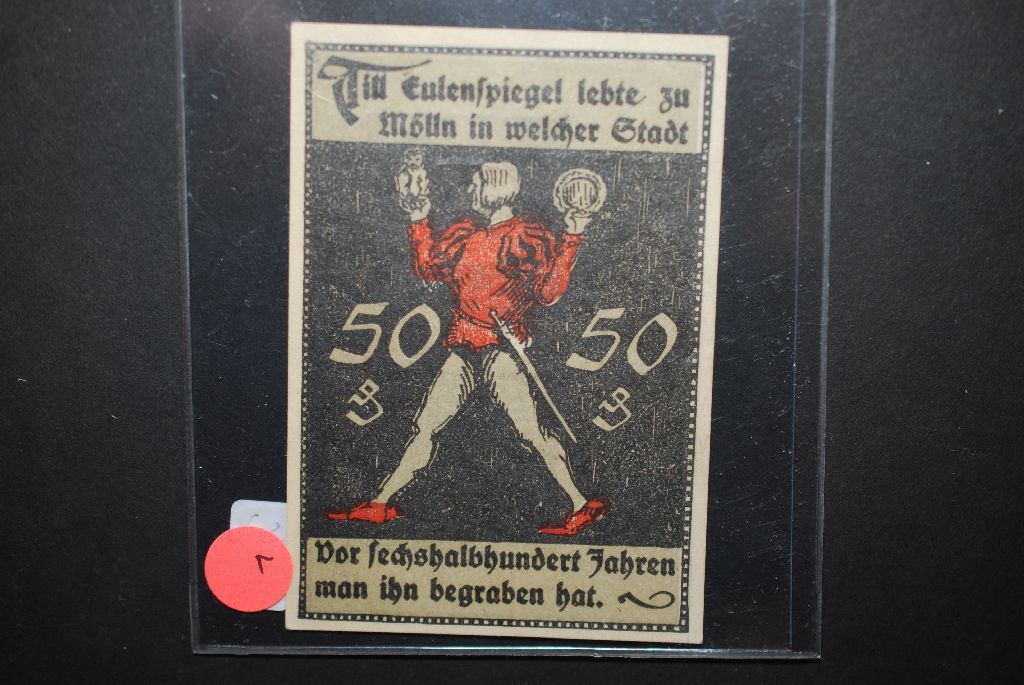 Till Eulenspiegel lebte zu
Mölln in welcher Stadt
50 50
₰ ₰
Vor sechshalbhundert Jahren
man ihn begraben hat.